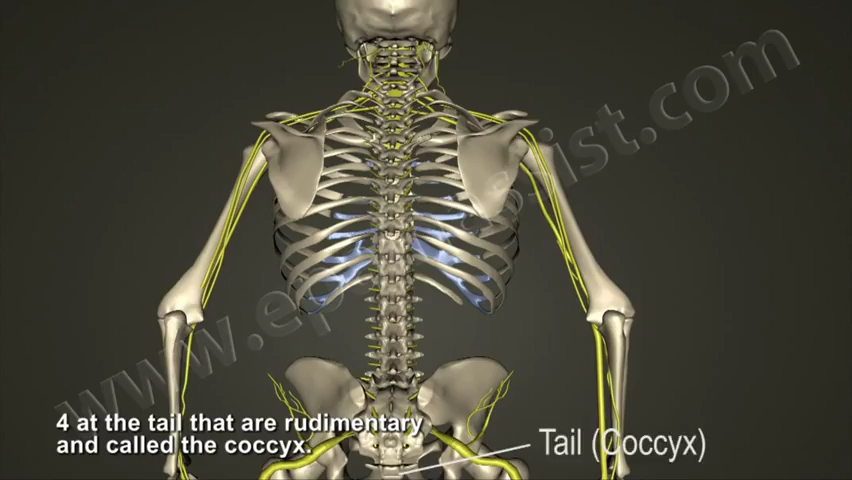 4 at the tail that are rudimentary
and called the coccyx.
Tail (Coccyx)